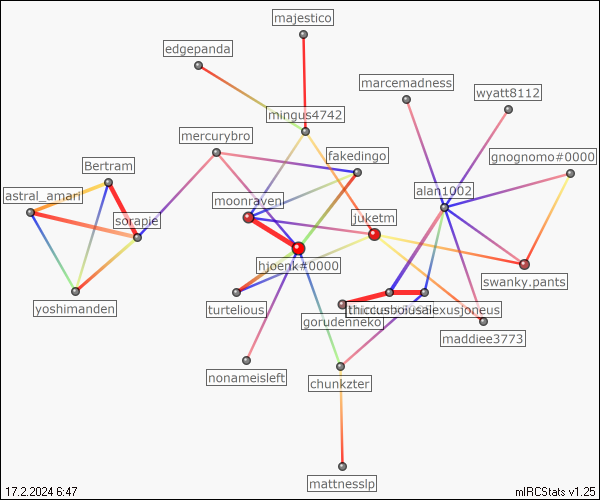 majestico
edgepanda
marcemadness
wyatt8112
mingus4742
mercurybro
fakedingo
gnognomo#0000
Bertram
astral_amari
moonraven
alan1002
sorapie
juketm
hjoenk#0000
swanky.pants
yoshimanden
turtelious
gorudenneko
maddiee3773
nonameisleft
chunkzter
mattnesslp
17.2.2024 6:47
mIRCStats v1.25